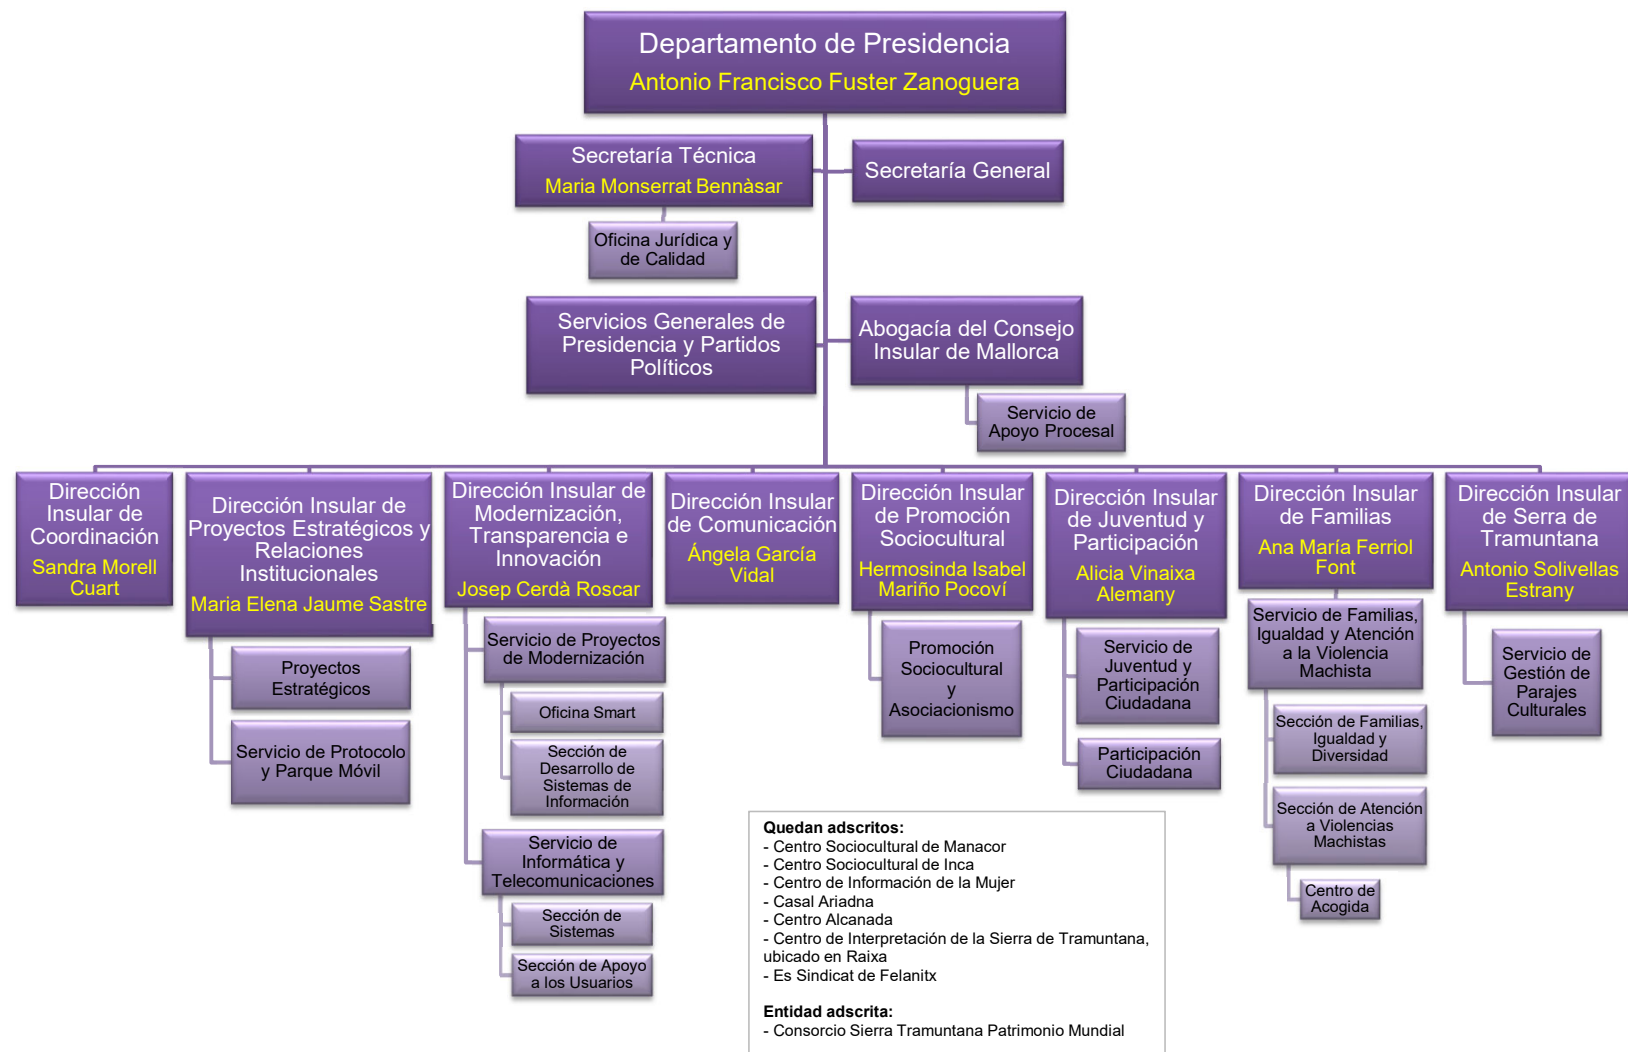 Departamento de Presidencia
Antonio Francisco Fuster Zanoguera
Secretaría Técnica
Maria Monserrat Bennàsar
Secretaría General
Oficina Jurídica y
de Calidad
Servicios Generales de
Presidencia y Partidos
Políticos
Abogacía del Consejo
Insular de Mallorca
Servicio de
Apoyo Procesal
Dirección
Insular de
Coordinación
Sandra Morell
Cuart
Dirección Insular de
Proyectos Estratégicos y
Relaciones
Institucionales
Maria Elena Jaume Sastre
Proyectos
Estratégicos
Servicio de Protocolo
y Parque Móvil
Dirección Insular de
Modernización,
Transparencia e
Innovación
Josep Cerdà Roscar
Servicio de Proyectos
de Modernización
Oficina Smart
Sección de
Desarrollo de
Sistemas de
Información
Servicio de
Informática y
Telecomunicaciones
Sección de
Sistemas
Sección de Apoyo
a los Usuarios
Dirección Insular
de Comunicación
Ángela García
Vidal
Dirección Insular
de Promoción
Sociocultural
Hermosinda Isabel
Mariño Pocoví
Promoción
Sociocultural
y
Asociacionismo
Dirección Insular
de Juventud y
Participación
Alicia Vinaixa
Alemany
Servicio de
Juventud y
Participación
Ciudadana
Participación
Ciudadana
Dirección Insular
de Familias
Ana María Ferriol
Font
Servicio de Familias,
Igualdad y Atención
a la Violencia
Machista
Sección de Familias,
Igualdad y
Diversidad
Sección de Atención
a Violencias
Machistas
Centro de
Acogida
Dirección Insular
de Serra de
Tramuntana
Antonio Solivellas
Estrany
Servicio de
Gestión de
Parajes
Culturales
Quedan adscritos:
- Centro Sociocultural de Manacor
- Centro Sociocultural de Inca
- Centro de Información de la Mujer
- Casal Ariadna
- Centro Alcanada
- Centro de Interpretación de la Sierra de Tramuntana,
ubicado en Raixa
- Es Sindicat de Felanitx
Entidad adscrita:
- Consorcio Sierra Tramuntana Patrimonio Mundial